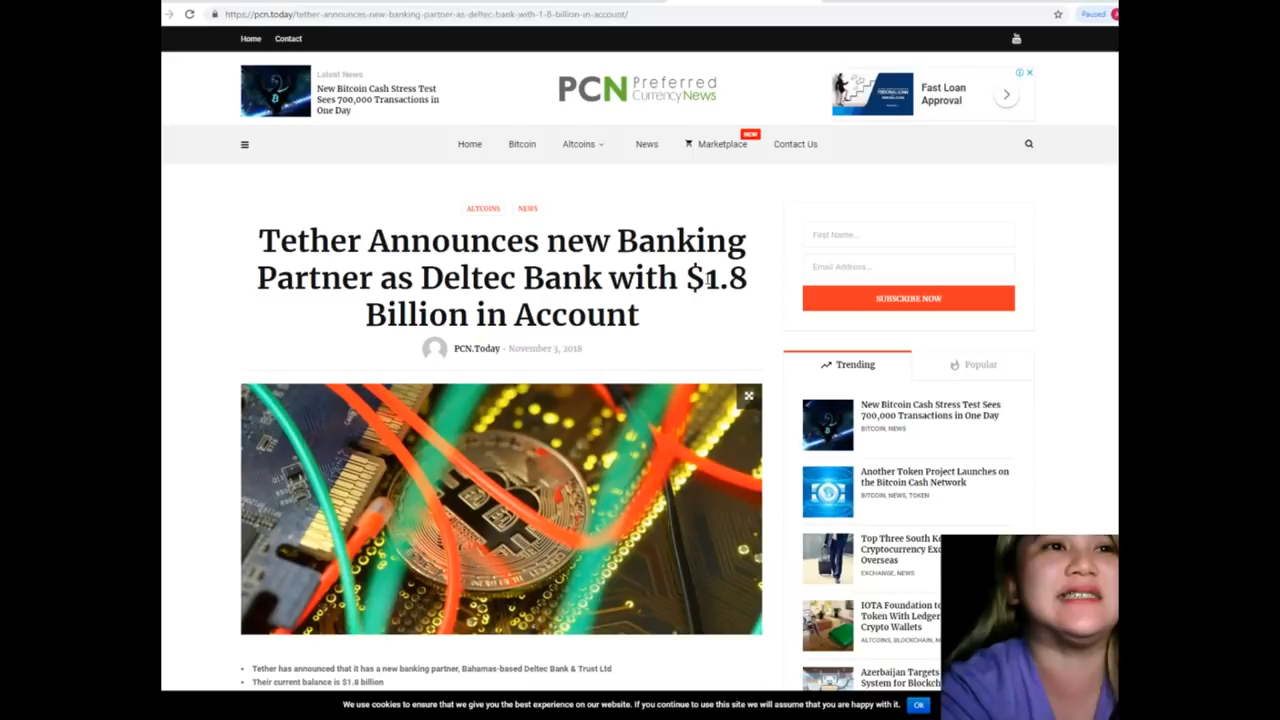 https://pcn.today/tether-announces-new-banking-partner-as-deltec-bank-with-1-8-billion-in-account/
Paused
Home
Contact
Latest News
New Bitcoin Cash Stress Test
Sees 700,000 Transactions in
One Day
PCN Preferred
CurrencyNews
Fast Loan
Approval
NEW
Home
Bitcoin
Altcoins
News
Marketplace
Contact Us
ALTCOINS
NEWS
Tether Announces new Banking
Partner as Deltec Bank with $1.8
Billion in Account
PCN.Today - November 3, 2018
First Name...
Email Address...
SUBSCRIBE NOW
Trending
Popular
New Bitcoin Cash Stress Test Sees
700,000 Transactions in One Day
BITCOIN, NEWS
Another Token Project Launches on
the Bitcoin Cash Network
BITCOIN, NEWS, TOKEN
Top Three South
Cryptocurrency
Overseas
EXCHANGE, NEWS
IOTA Foundation
Token With Ledger
Crypto Wallets
ALTCOINS, BLOCKCHAIN,
Azerbaijan Targets
System for
• Tether has announced that it has a new banking partner, Bahamas-based Deltec Bank & Trust Ltd
• Their current balance is $1.8 billion
We use cookies to ensure that we give you the best experience on our website. If you continue to use this site we will assume that you are happy with it.
Ok